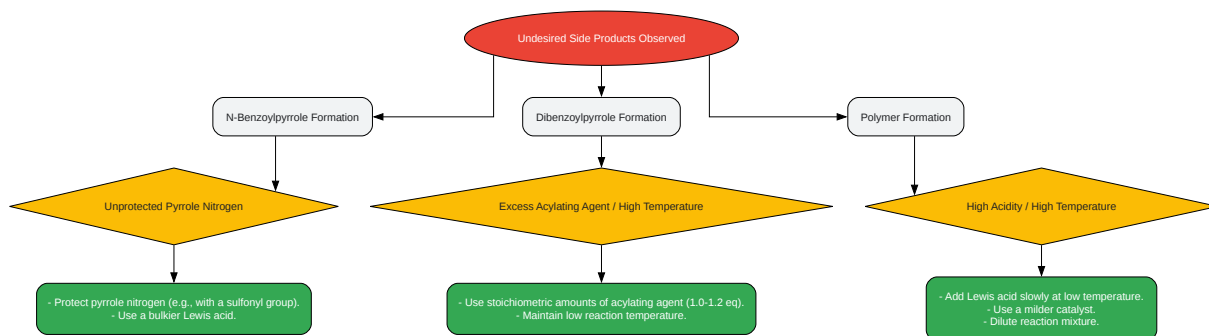 Undesired Side Products Observed
N-Benzoylpyrrole Formation
Dibenzoylpyrrole Formation
Polymer Formation
Unprotected Pyrrole Nitrogen
Excess Acylating Agent / High Temperature
High Acidity / High Temperature
- Protect pyrrole nitrogen (e.g., with a sulfonyl group).
- Use a bulkier Lewis acid.
- Use stoichiometric amounts of acylating agent (1.0-1.2 eq).
- Maintain low reaction temperature.
- Add Lewis acid slowly at low temperature.
- Use a milder catalyst.
- Dilute reaction mixture.